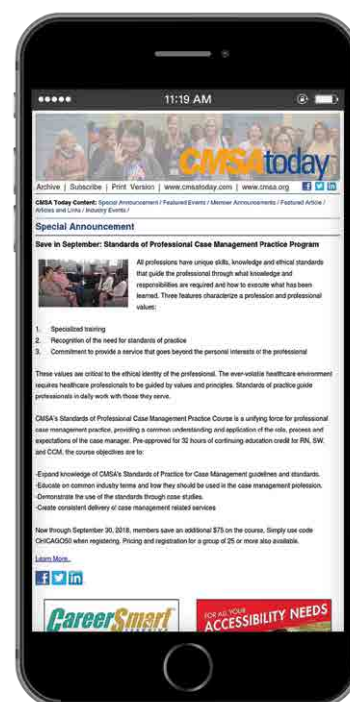 11:19 AM
CMSAtoday
Archive | Subscribe | Print Version | www.cmsatoday.com | www.cmsa.org
CMSA Today Content: Special Announcement / Featured Events / Member Announcements / Featured Article /
Articles and Links / Industry Events /
Special Announcement
Save in September: Standards of Professional Case Management Practice Program
All professions have unique skills, knowledge and ethical standards
that guide the professional through what knowledge and
responsibilities are required and how to execute what has been
learned. Three features characterize a profession and professional
values:
1. Specialized training
2. Recognition of the need for standards of practice
3. Commitment to provide a service that goes beyond the personal interests of the professional
These values are critical to the ethical identity of the professional. The ever-volatile healthcare environment
requires healthcare professionals to be guided by values and principles. Standards of practice guide
professionals in daily work with those they serve.
CMSA's Standards of Professional Case Management Practice Course is a unifying force for professional
case management practice, providing a common understanding and application of the role, process and
expectations of the case manager. Pre-approved for 32 hours of continuing education credit for RN, SW,
and CCM, the course objectives are to:
-Expand knowledge of CMSA's Standards of Practice for Case Management guidelines and standards.
-Educate on common industry terms and how they should be used in the case management profession.
-Demonstrate the use of the standards through case studies.
-Create consistent delivery of case management related services
Now through September 30, 2018, members save an additional $75 on the course. Simply use code
CHICAGO50 when registering. Pricing and registration for a group of 25 or more also available.
Learn More..
CareerSmart
FOR ALL YOUR
ACCESSIBILITY NEEDS